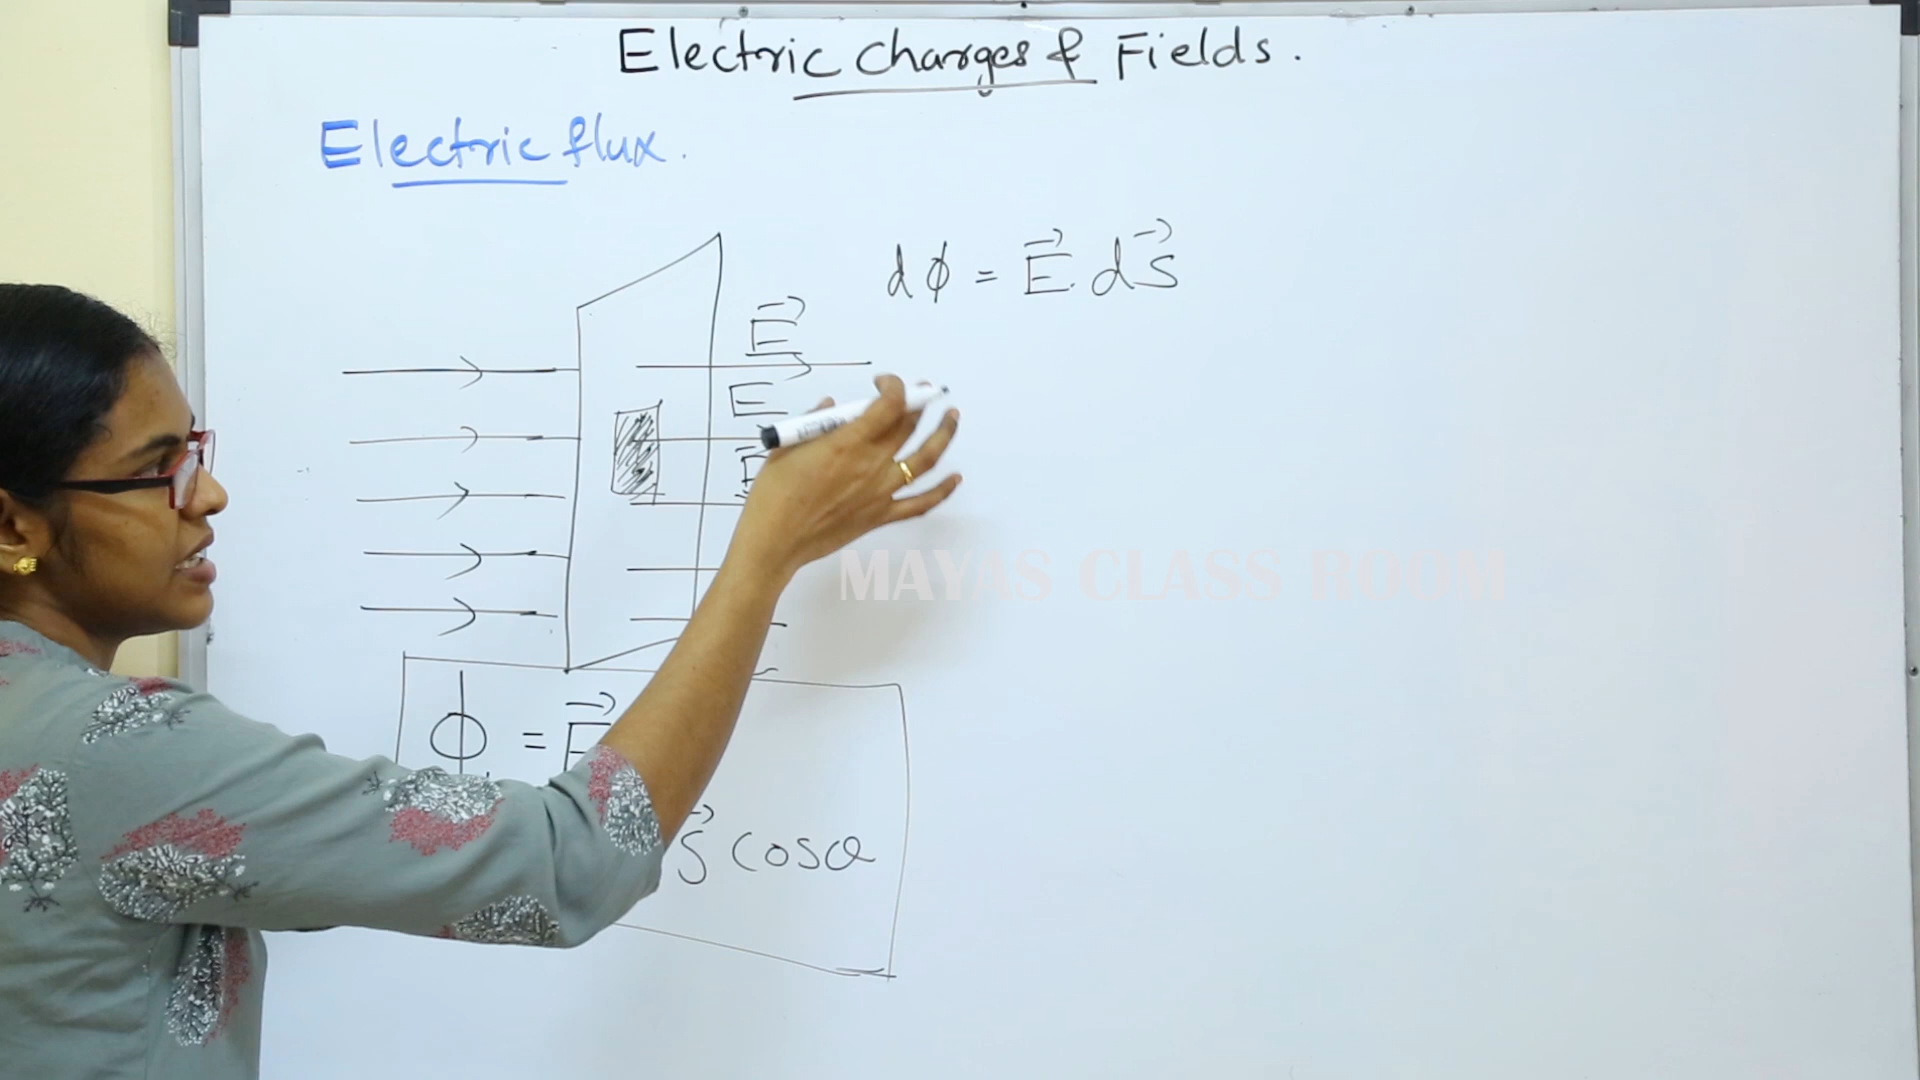 Electric charges & Fields.
Electric flux.
dφ = E⃗. dS⃗
E⃗
E
MAYAS CLASS ROOM
φ = E⃗
S⃗ cosθ